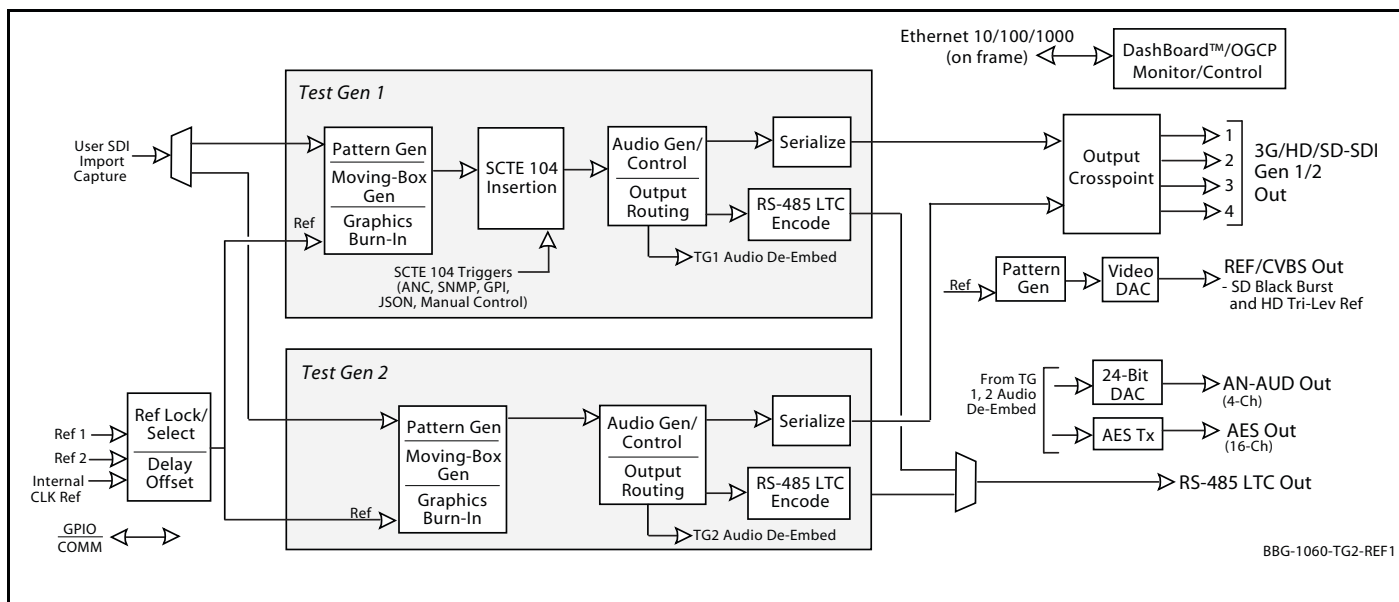 Ethernet 10/100/1000
(on frame)
DashBoard™/OGCP
Monitor/Control
Test Gen 1
User SDI
Import
Capture
Pattern Gen
Moving-Box
Gen
Graphics
Burn-In
Ref
SCTE 104
Insertion
SCTE 104 Triggers
(ANC, SNMP, GPI,
JSON, Manual Control)
Audio Gen/
Control
Output
Routing
Serialize
RS-485 LTC
Encode
TG1 Audio De-Embed
Output
Crosspoint
1
2
3
4
3G/HD/SD-SDI
Gen 1/2
Out
Ref
Pattern
Gen
Video
DAC
REF/CVBS Out
- SD Black Burst
and HD Tri-Lev Ref
Test Gen 2
Ref 1
Ref 2
Internal
CLK Ref
Ref Lock/
Select
Delay
Offset
GPIO
COMM
Pattern Gen
Moving-Box
Gen
Graphics
Burn-In
Ref
Audio Gen/
Control
Output
Routing
Serialize
RS-485 LTC
Encode
TG2 Audio De-Embed
From TG
1, 2 Audio
De-Embed
24-Bit
DAC
AN-AUD Out
(4-Ch)
AES Tx
AES Out
(16-Ch)
RS-485 LTC Out
BBG-1060-TG2-REF1